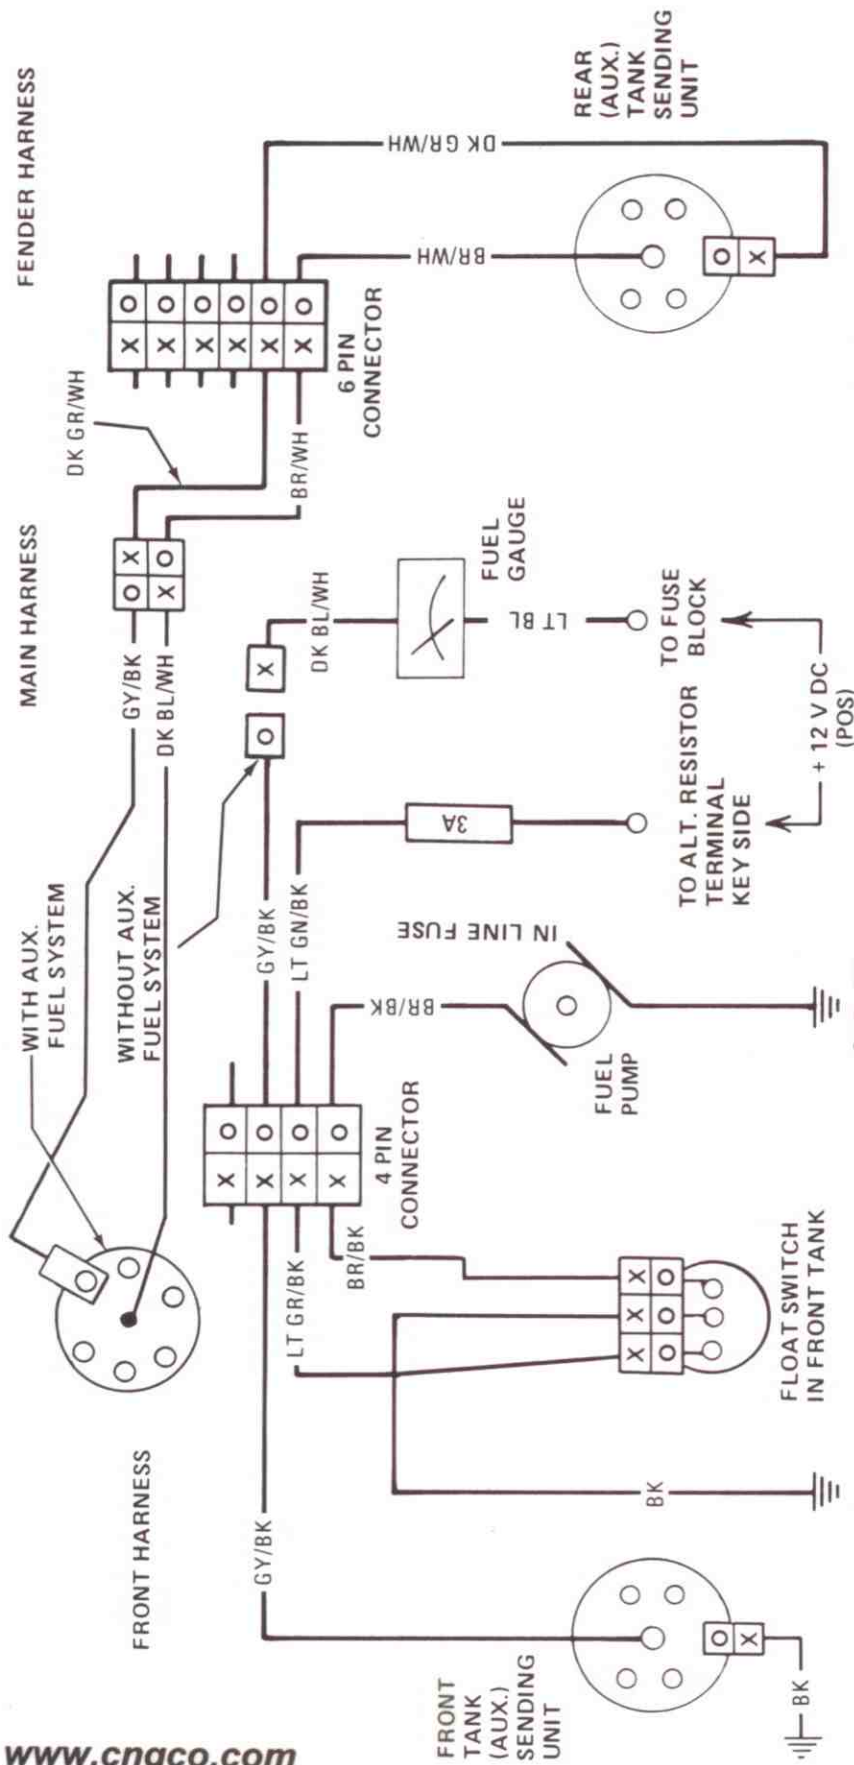 FENDER HARNESS
MAIN HARNESS
FRONT HARNESS
DK GR/WH
GY/BK
DK BL/WH
BR/WH
WITH AUX.
FUEL SYSTEM
WITHOUT AUX.
FUEL SYSTEM
6 PIN
CONNECTOR
O X
X O
X O
X O
X O
X O
X O
X O
X O
DK GR/WH
BR/WH
REAR
(AUX.)
TANK
SENDING
UNIT
O X
O
X
DK BL/WH
FUEL
GAUGE
LT BL
TO FUSE
BLOCK
GY/BK
LT GN/BK
3A
IN LINE FUSE
TO ALT. RESISTOR
TERMINAL
KEY SIDE
+ 12 V DC
(POS)
X O
X O
X O
X O
4 PIN
CONNECTOR
BR/BK
FUEL
PUMP
GY/BK
LT GR/BK
BR/BK
X O
X O
X O
FLOAT SWITCH
IN FRONT TANK
BK
O X
BK
FRONT
TANK
(AUX.)
SENDING
UNIT
www.cngco.com